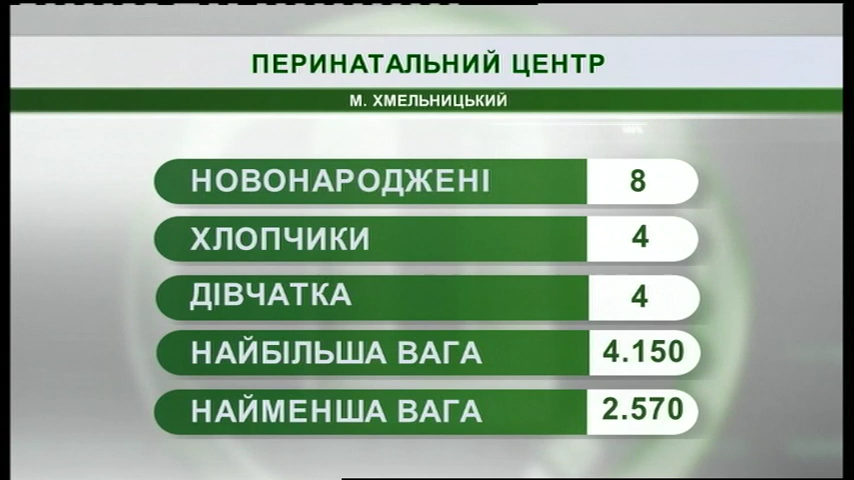 ПЕРИНАТАЛЬНИЙ ЦЕНТР
М. ХМЕЛЬНИЦЬКИЙ
НОВОНАРОДЖЕНІ 8
ХЛОПЧИКИ 4
ДІВЧАТКА 4
НАЙБІЛЬША ВАГА 4.150
НАЙМЕНША ВАГА 2.570